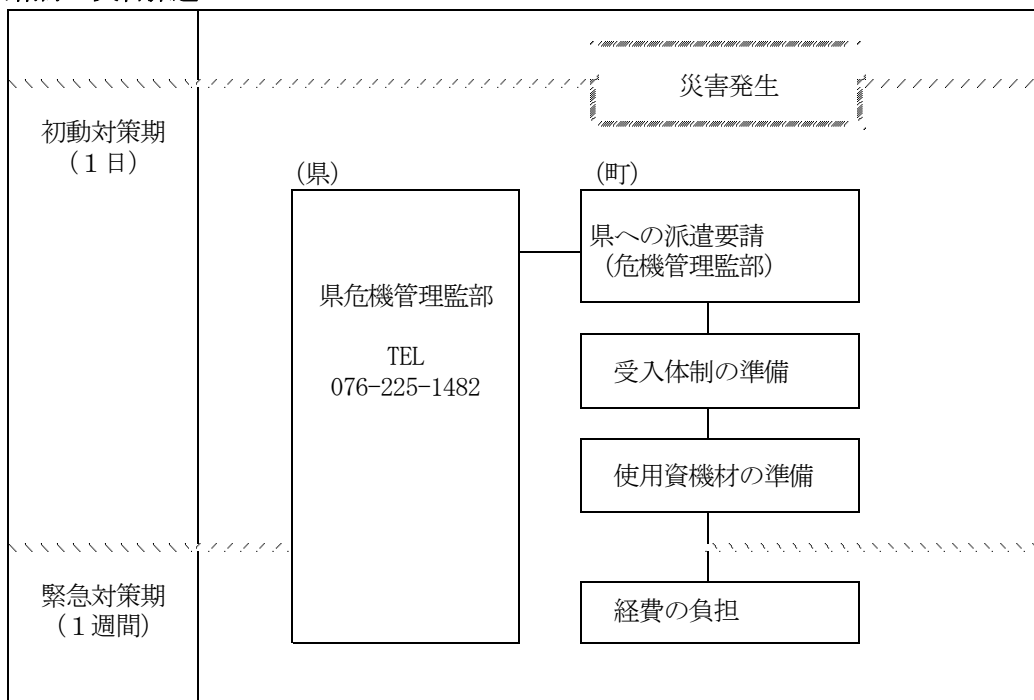 災害発生
初動対策期
(1日)
(県)
(町)
県への派遣要請
(危機管理監部)
県危機管理監部
TEL
076-225-1482
受入体制の準備
使用資機材の準備
緊急対策期
(1週間)
経費の負担